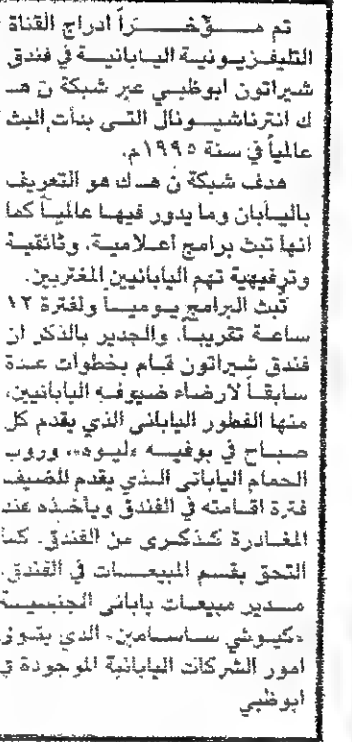 تم مؤخراً ادراج القناة
التليفزيونية اليابانية في فندق
شيراتون ابوظبي عبر شبكة ن هـ
ك انترناشيونال التي بدأت البث
عالمياً في سنة ١٩٩٥م.
هدف شبكة ن هـ ك هو التعريف
باليابان وما يدور فيها عالمياً كما
انها تبث برامج اعلامية، وثائقية
وترفيهية تهم اليابانيين المغتربين.
تبث البرامج يومياً ولفترة ١٢
ساعة تقريباً. والجدير بالذكر ان
فندق شيراتون قام بخطوات عدة
سابقاً لارضاء ضيوفه اليابانيين،
منها الفطور الياباني الذي يقدم كل
صباح في بوفيه «ليوه»، وروب
الحمام الياباني الذي يقدم للضيف
فترة اقامته في الفندق ويأخذه عند
المغادرة كذكرى عن الفندق. كما
التحق بقسم المبيعات في الفندق،
مدير مبيعات ياباني الجنسية
«كيوشي ساسامين» الذي يتولى
امور الشركات اليابانية الموجودة في
ابوظبي